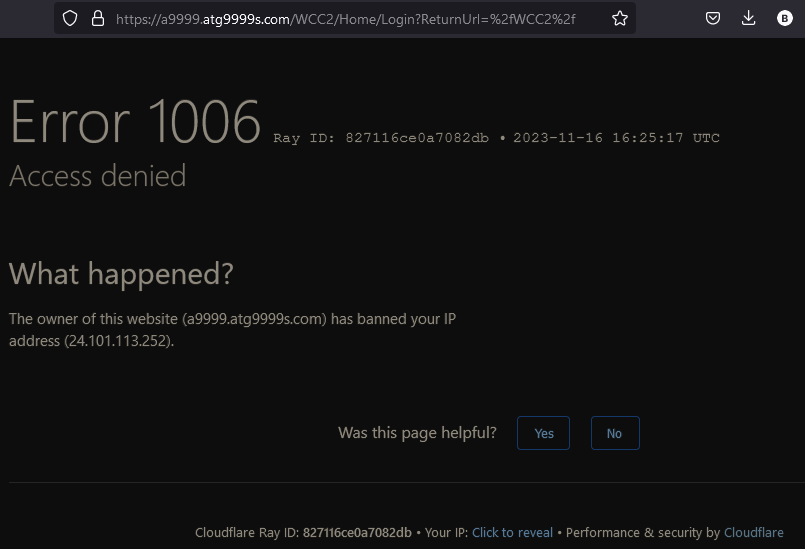 https://a9999.atg9999s.com/WCC2/Home/Login?ReturnUrl=%2fWCC2%2f
B
Error 1006 Ray ID: 827116ce0a7082db • 2023-11-16 16:25:17 UTC
Access denied
What happened?
The owner of this website (a9999.atg9999s.com) has banned your IP
address (24.101.113.252).
Was this page helpful? Yes No
Cloudflare Ray ID: 827116ce0a7082db • Your IP: Click to reveal • Performance & security by Cloudflare